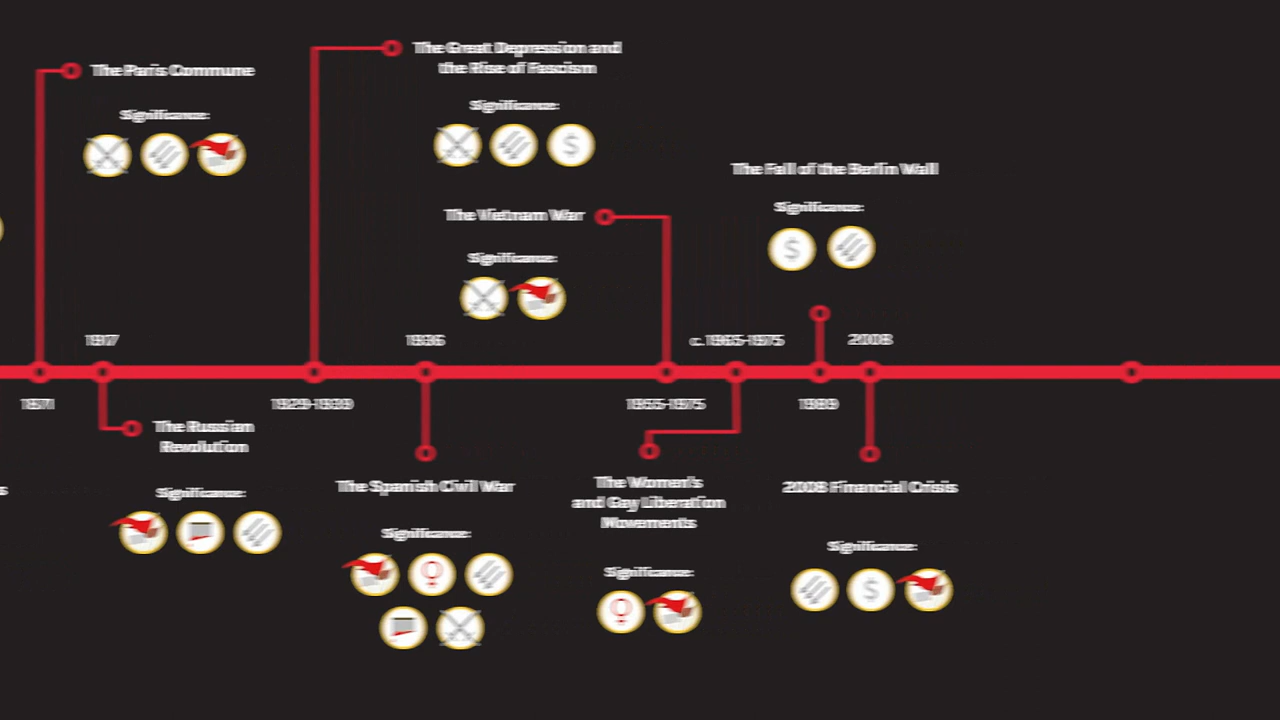 The Paris Commune
Significance:
The Great Depression and
the Rise of Fascism
Significance:
The Vietnam War
Significance:
The Fall of the Berlin Wall
Significance:
1917
1936
c. 1965-1975
2008
1871
1929-1939
1955-1975
1989
The Russian
Revolution
Significance:
The Spanish Civil War
Significance:
The Women's
and Gay Liberation
Movements
Significance:
2008 Financial Crisis
Significance: